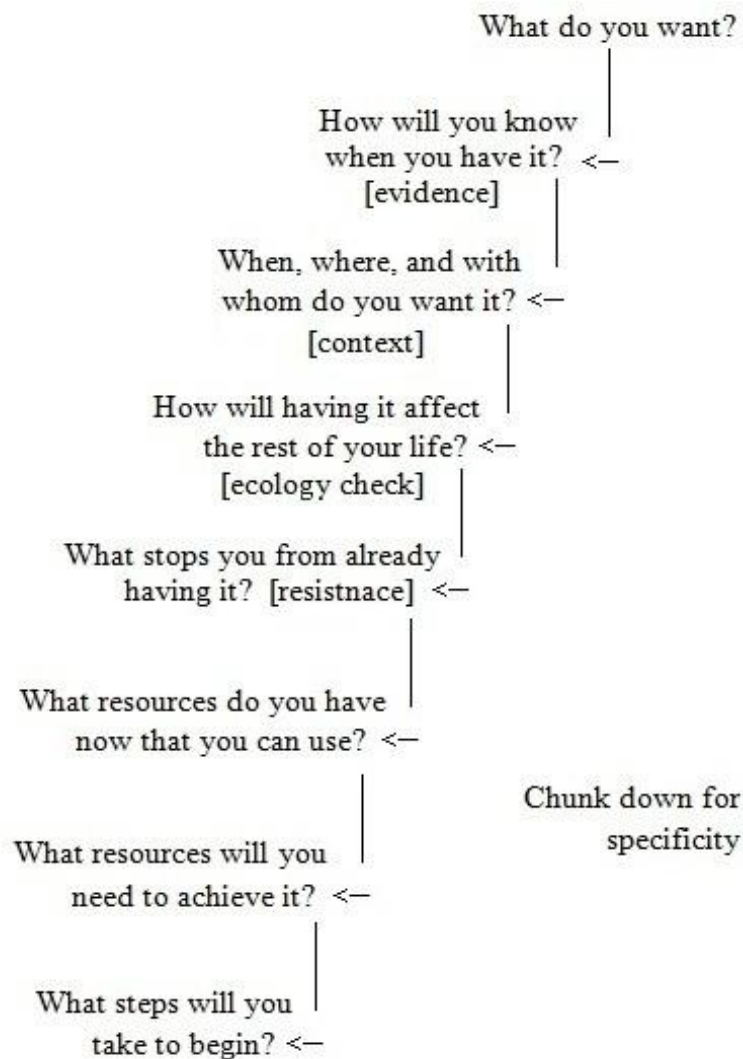 What do you want?
How will you know
when you have it? <–
[evidence]
When, where, and with
whom do you want it? <–
[context]
How will having it affect
the rest of your life? <–
[ecology check]
What stops you from already
having it? [resistnace] <–
What resources do you have
now that you can use? <–
Chunk down for
specificity
What resources will you
need to achieve it? <–
What steps will you
take to begin? <–